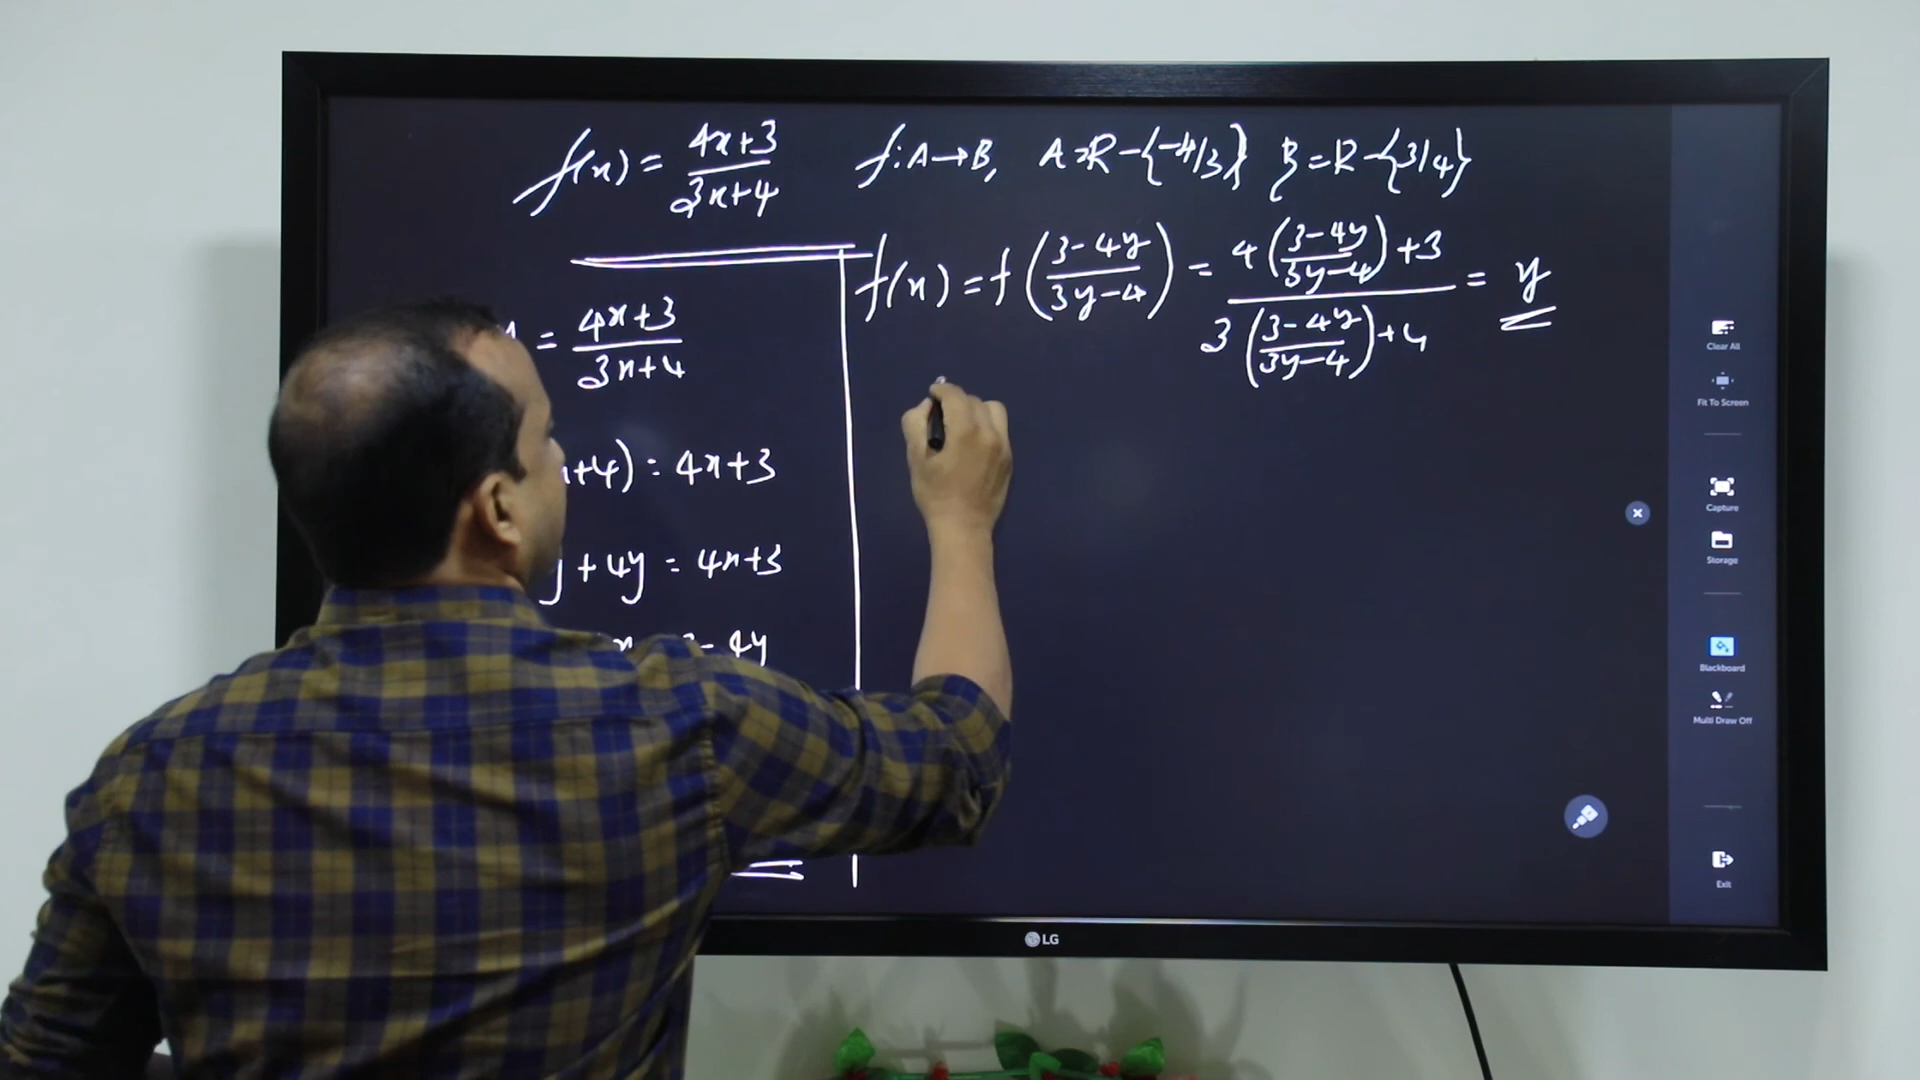 f(x) = 4x+3 / 3x+4   f: A→B, A=R-{-4/3} B=R-{3/4}
= 4x+3 / 3x+4
+4) = 4x+3
y + 4y = 4x+3
x - 4y
f(x) = f(3-4y / 3y-4) = 4(3-4y / 3y-4)+3 / 3(3-4y / 3y-4)+4 = y
Clear All
Fit To Screen
Capture
Storage
Blackboard
Multi Draw Off
Exit
LG